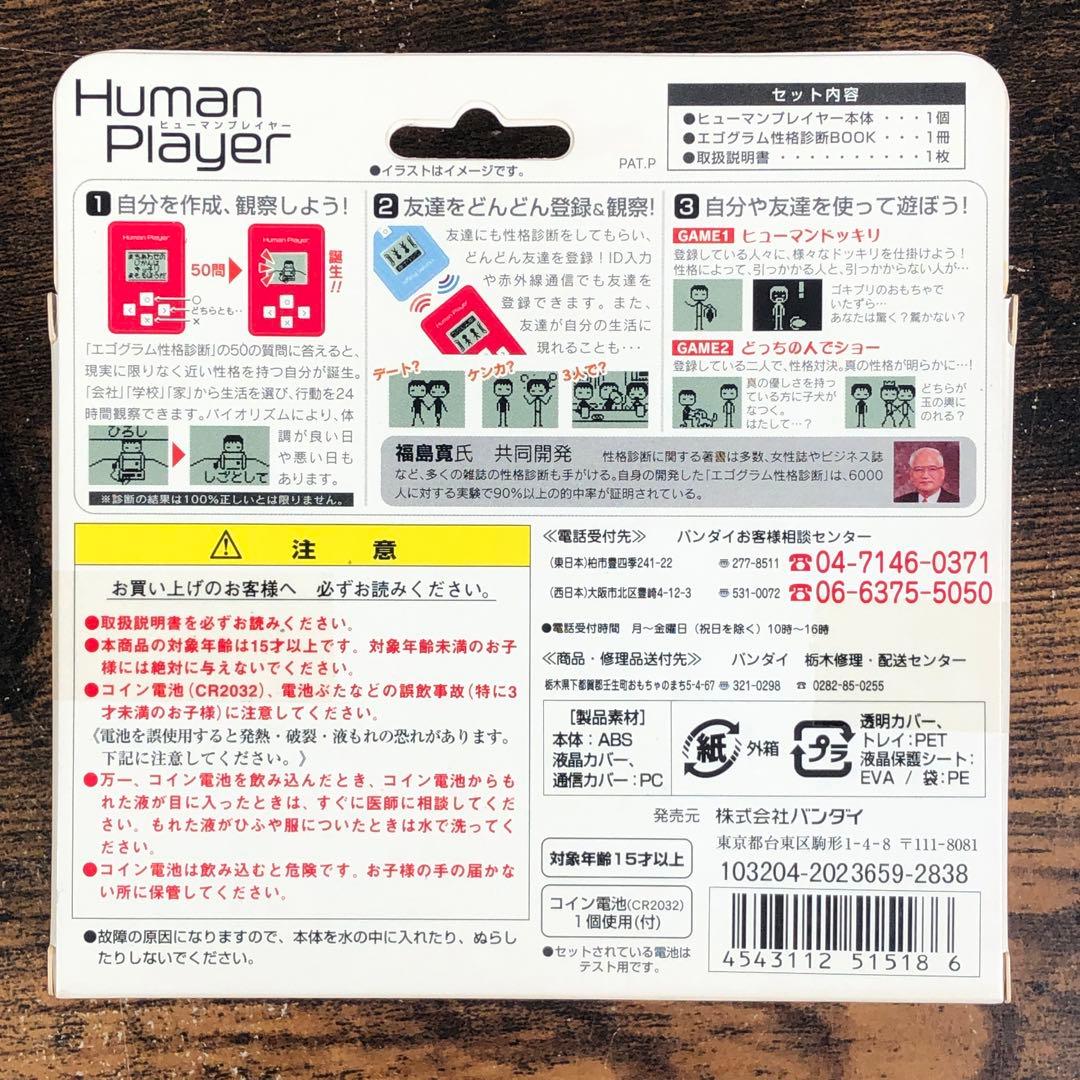 Human
ヒューマンプレイヤー
Player
●イラストはイメージです。
PAT.P
セット内容
●ヒューマンプレイヤー本体・・・1個
●エゴグラム性格診断BOOK・・・1冊
●取扱説明書・・・・・・・・・・1枚
1 自分を作成、観察しよう!
Human Player
50問
○
どちらとも‥
×
Human Player
誕生!!
「エゴグラム性格診断」の50の質問に答えると、
現実に限りなく近い性格を持つ自分が誕生。
「会社」「学校」「家」から生活を選び、行動を24
時間観察できます。バイオリズムにより、体
調が良い日
や悪い日も
あります。
ひろし
しごとして
※診断の結果は100%正しいとは限りません。
2 友達をどんどん登録&観察!
友達にも性格診断をしてもらい、
どんどん友達を登録!ID入力
や赤外線通信でも友達を
登録できます。また、
友達が自分の生活に
現れることも…
Human Player
デート?
ケンカ?
3人で?
3 自分や友達を使って遊ぼう!
GAME1 ヒューマンドッキリ
登録している人々に、様々なドッキリを仕掛けよう!
性格によって、引っかかる人と、引っかからない人が…
ゴキブリのおもちゃで
いたずら…
あなたは驚く?驚かない?
GAME2 どっちの人でショー
登録している二人で、性格対決。真の性格が明らかに…!
真の優しさを持っ
ている方に子犬が
なつく。
はたして…?
どちらが
玉の輿に
のれる?
福島寛氏 共同開発 性格診断に関する著書は多数、女性誌やビジネス誌
など、多くの雑誌の性格診断も手がける。自身の開発した「エゴグラム性格診断」は、6000
人に対する実験で90%以上の的中率が証明されている。
⚠ 注意
お買い上げのお客様へ 必ずお読みください。
●取扱説明書を必ずお読みください。
●本商品の対象年齢は15才以上です。対象年齢未満のお子
様には絶対に与えないでください。
●コイン電池(CR2032)、電池ぶたなどの誤飲事故(特に3
才未満のお子様)に注意してください。
《電池を誤使用すると発熱・破裂・液もれの恐れがあります。
下記に注意してください。》
●万一、コイン電池を飲み込んだとき、コイン電池からも
れた液が目に入ったときは、すぐに医師に相談してくだ
さい。もれた液がひふや服についたときは水で洗ってく
ださい。
●コイン電池は飲み込むと危険です。お子様の手の届かな
い所に保管してください。
●故障の原因になりますので、本体を水の中に入れたり、ぬらし
たりしないでください。
≪電話受付先≫ バンダイお客様相談センター
(東日本)柏市豊四季241-22 〠277-8511 ☎04-7146-0371
(西日本)大阪市北区豊崎4-12-3 〠531-0072 ☎06-6375-5050
●電話受付時間 月〜金曜日(祝日を除く)10時〜16時
≪商品・修理品送付先≫ バンダイ 栃木修理・配送センター
栃木県下都賀郡壬生町おもちゃのまち5-4-67 〠321-0298 ☎0282-85-0255
[製品素材]
本体:ABS
液晶カバー、
通信カバー:PC
紙 外箱
プラ
透明カバー、
トレイ:PET
液晶保護シート:
EVA / 袋:PE
発売元 株式会社バンダイ
東京都台東区駒形1-4-8 〒111-8081
103204-2023659-2838
対象年齢15才以上
コイン電池(CR2032)
1個使用(付)
●セットされている電池は
テスト用です。
4543112 515186